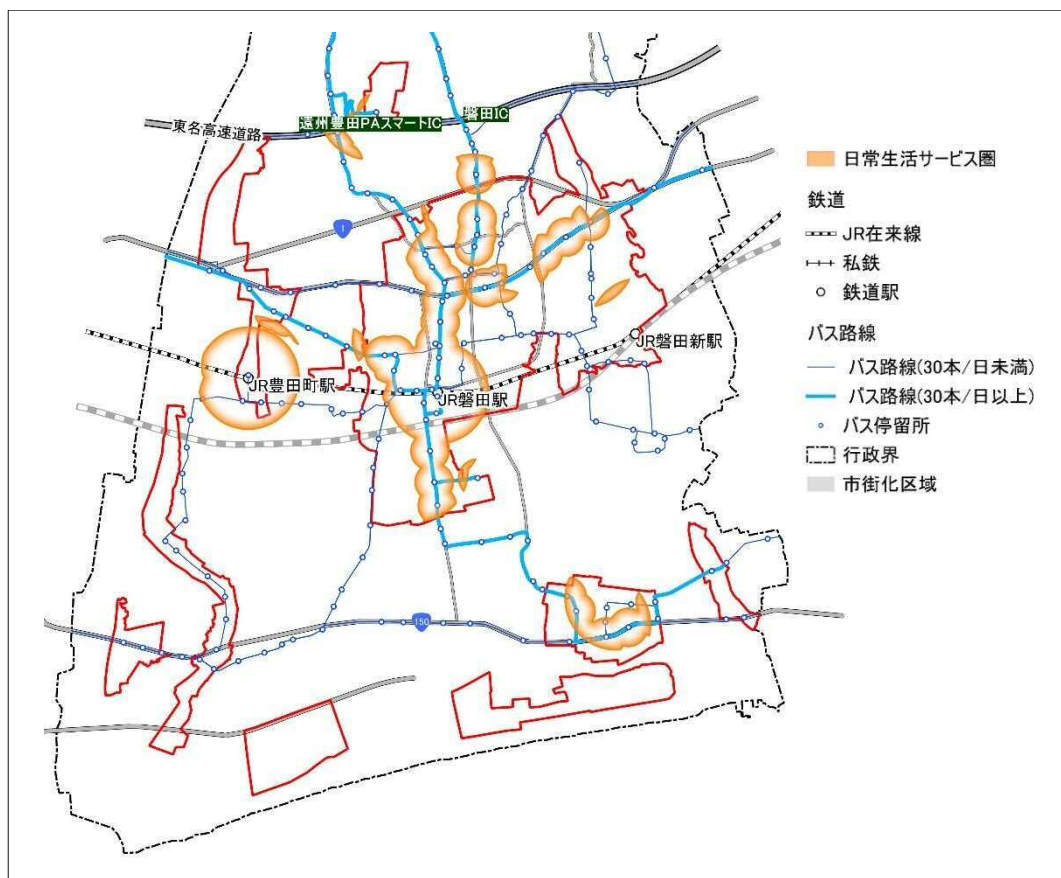 東名高速道路
遠州豊田PAスマートIC
磐田IC
1
JR磐田新駅
JR豊田町駅
JR磐田駅
150
日常生活サービス圏
鉄道
JR在来線
私鉄
鉄道駅
バス路線
バス路線(30本/日未満)
バス路線(30本/日以上)
バス停留所
行政界
市街化区域